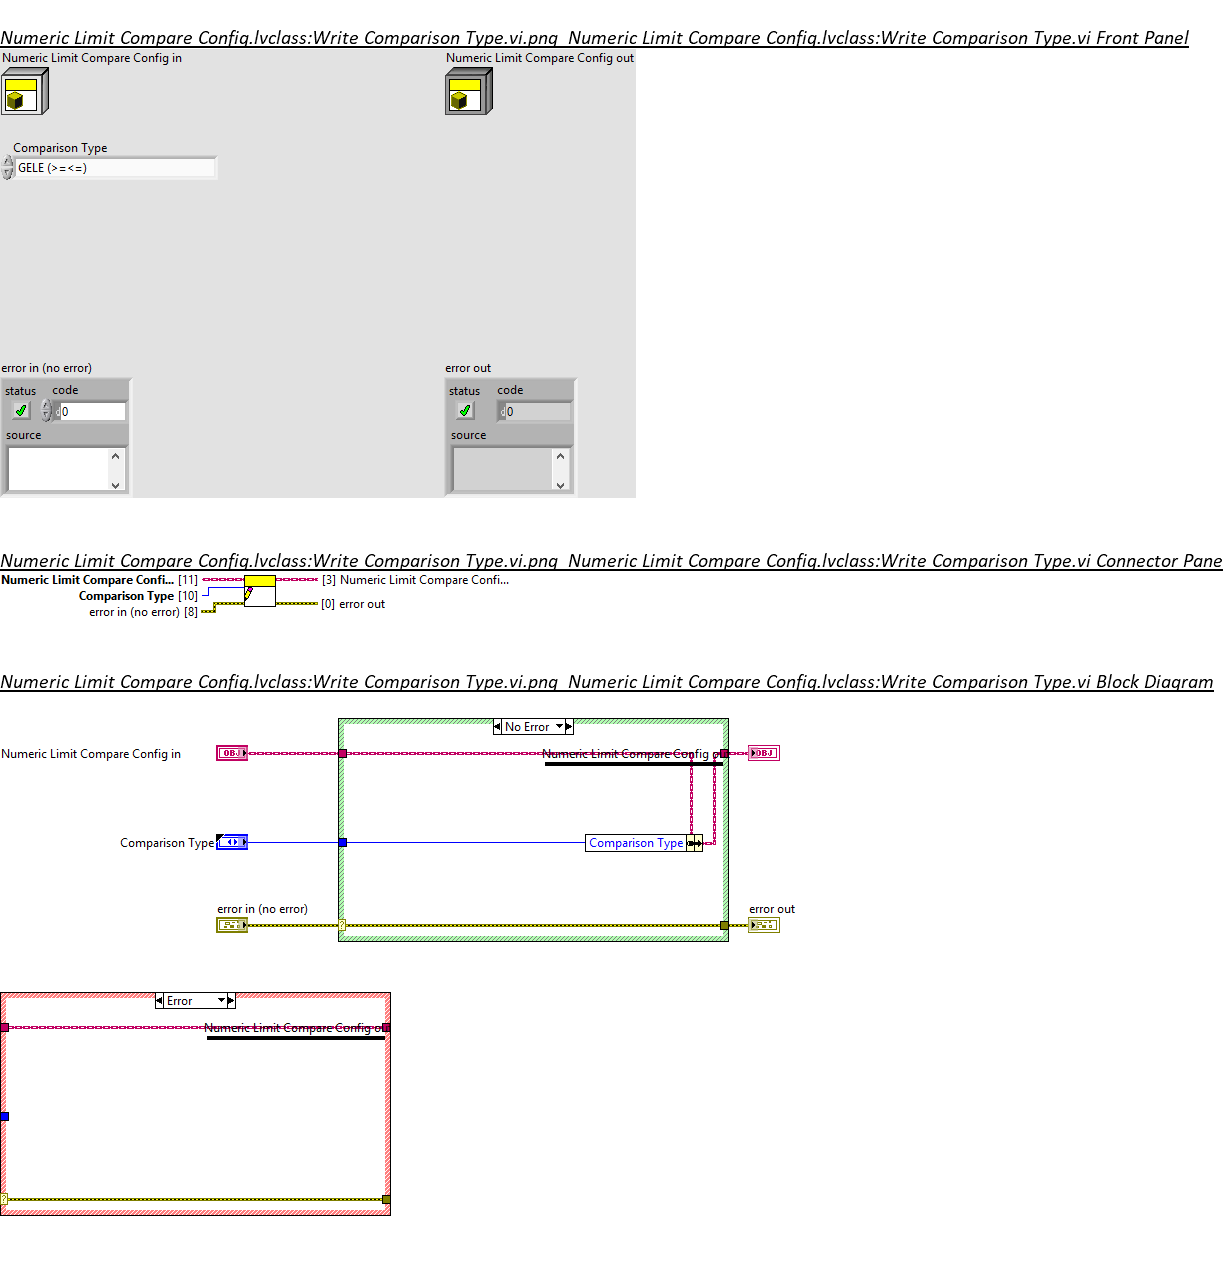 Numeric Limit Compare Config.lvclass:Write Comparison Type.vi.png  Numeric Limit Compare Config.lvclass:Write Comparison Type.vi Front Panel
Numeric Limit Compare Config in
Numeric Limit Compare Config out
Comparison Type
GELE (>=<=)
error in (no error)
error out
status code
status code
d 0
d 0
source
source
Numeric Limit Compare Config.lvclass:Write Comparison Type.vi.png  Numeric Limit Compare Config.lvclass:Write Comparison Type.vi Connector Pane
Numeric Limit Compare Confi... [11]
[3] Numeric Limit Compare Confi...
Comparison Type [10]
[0] error out
error in (no error) [8]
Numeric Limit Compare Config.lvclass:Write Comparison Type.vi.png  Numeric Limit Compare Config.lvclass:Write Comparison Type.vi Block Diagram
No Error
Numeric Limit Compare Config in
OBJ
Numeric Limit Compare Config o
OBJ
Comparison Type
Comparison Type
error in (no error)
error out
?
Error
Numeric Limit Compare Config o
?